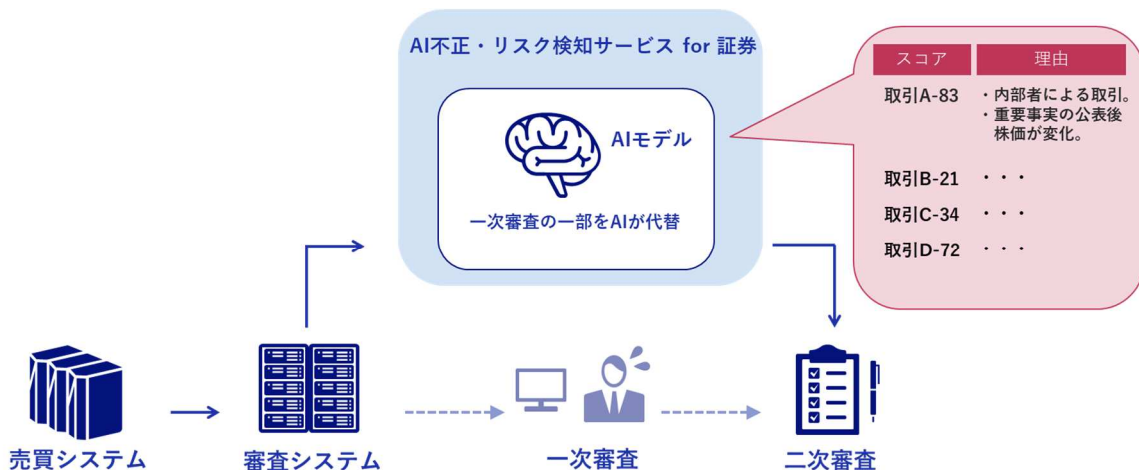 AI不正・リスク検知サービス for 証券
AIモデル
一次審査の一部をAIが代替
スコア 理由
取引A-83 ・内部者による取引。
・重要事実の公表後
株価が変化。
取引B-21 ・・・
取引C-34 ・・・
取引D-72 ・・・
売買システム
審査システム
一次審査
二次審査